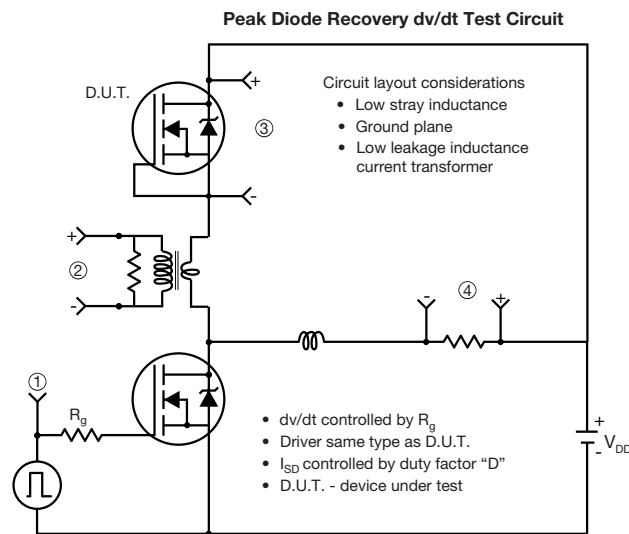 Peak Diode Recovery dv/dt Test Circuit
D.U.T.
+
③
-
Circuit layout considerations
• Low stray inductance
• Ground plane
• Low leakage inductance
current transformer
+
②
-
-
④
+
①
Rg
• dv/dt controlled by Rg
• Driver same type as D.U.T.
• ISD controlled by duty factor “D”
• D.U.T. - device under test
+
-
VDD